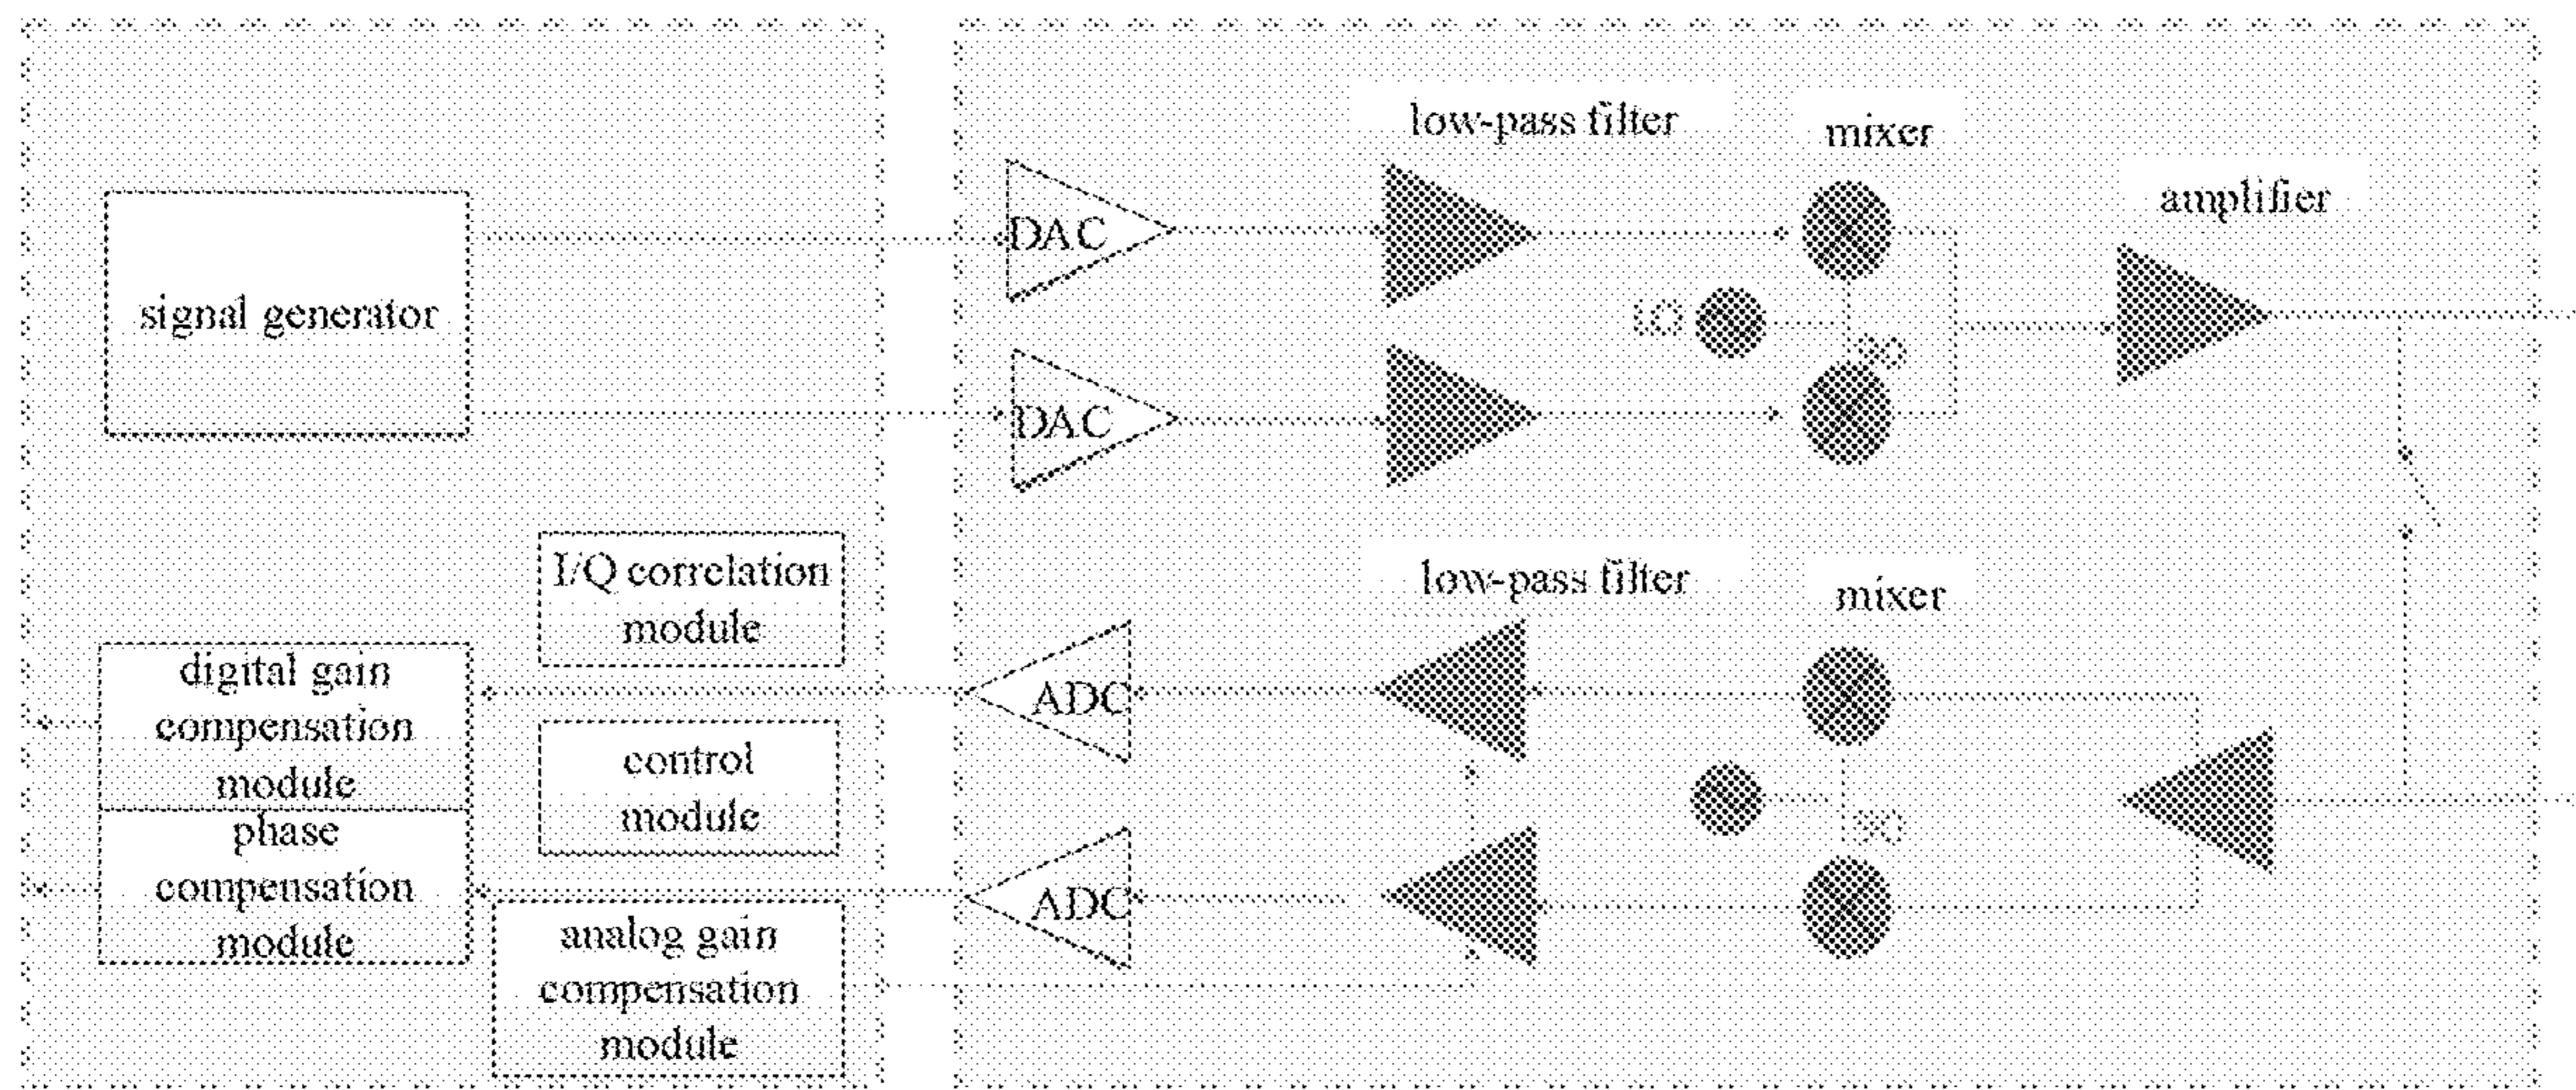 low-pass filter
mixer
amplifier
DAC
signal generator
LO
90
DAC
I/Q correlation
module
low-pass filter
mixer
digital gain
compensation
module
ADC
control
module
phase
compensation
module
90
ADC
analog gain
compensation
module